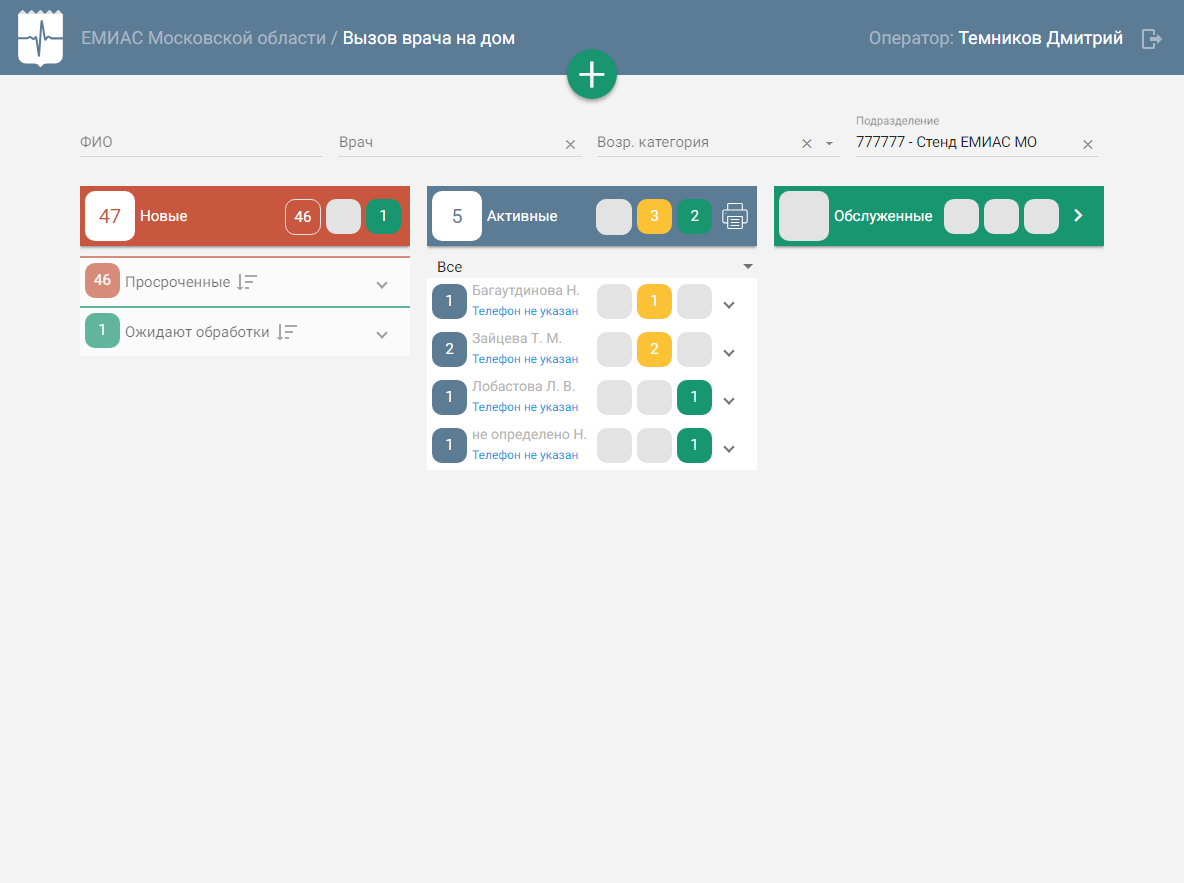 ЕМИАС Московской области / Вызов врача на дом
Оператор: Темников Дмитрий
ФИО
Врач
Возр. категория
Подразделение
777777 - Стенд ЕМИАС МО
47 Новые 46 1
46 Просроченные
1 Ожидают обработки
5 Активные 3 2
Все
1 Багаутдинова Н. 1
Телефон не указан
2 Зайцева Т. М. 2
Телефон не указан
1 Лобастова Л. В. 1
Телефон не указан
1 не определено Н. 1
Телефон не указан
Обслуженные